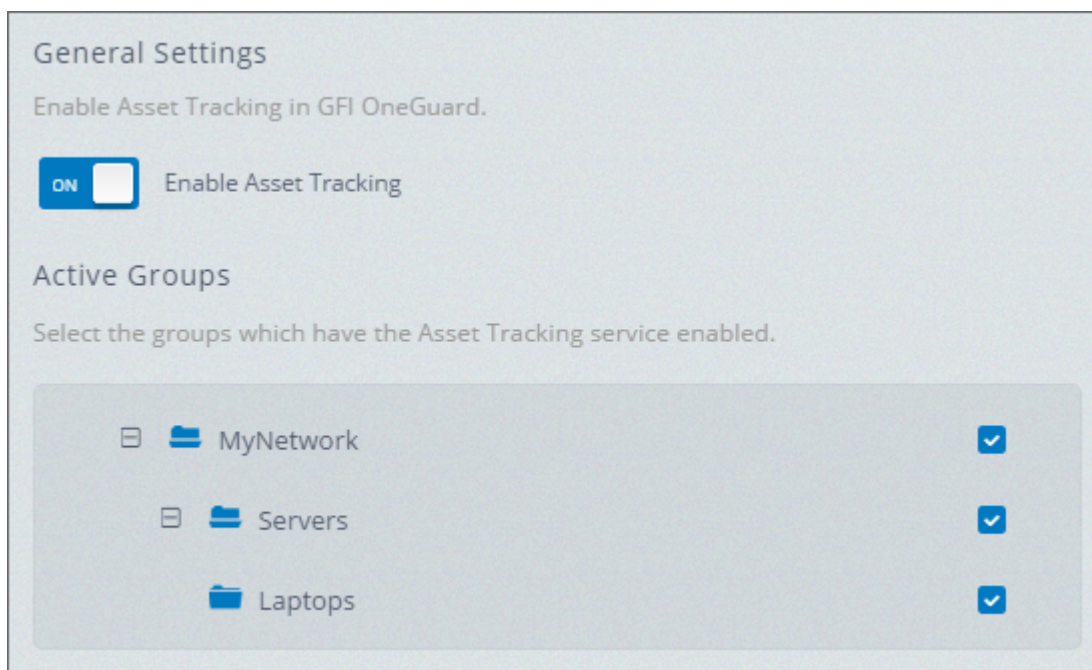 General Settings
Enable Asset Tracking in GFI OneGuard.
ON
Enable Asset Tracking
Active Groups
Select the groups which have the Asset Tracking service enabled.
MyNetwork
Servers
Laptops